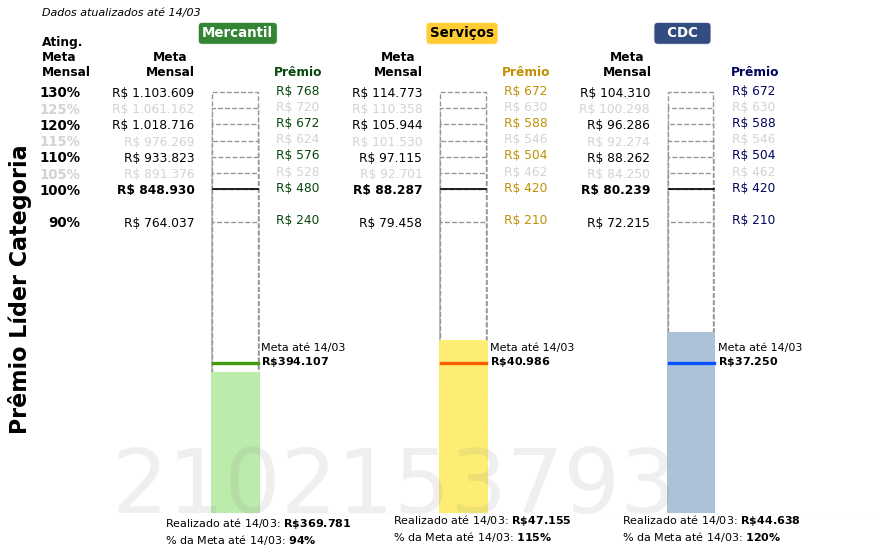 Dados atualizados até 14/03
Mercantil Serviços CDC
Ating. Meta Mensal
Meta Mensal Prêmio Meta Mensal Prêmio Meta Mensal Prêmio
130% R$ 1.103.609 R$ 768 R$ 114.773 R$ 672 R$ 104.310 R$ 672
125% R$ 1.061.162 R$ 720 R$ 110.358 R$ 630 R$ 100.298 R$ 630
120% R$ 1.018.716 R$ 672 R$ 105.944 R$ 588 R$ 96.286 R$ 588
115% R$ 976.269 R$ 624 R$ 101.530 R$ 546 R$ 92.274 R$ 546
110% R$ 933.823 R$ 576 R$ 97.115 R$ 504 R$ 88.262 R$ 504
105% R$ 891.376 R$ 528 R$ 92.701 R$ 462 R$ 84.250 R$ 462
100% R$ 848.930 R$ 480 R$ 88.287 R$ 420 R$ 80.239 R$ 420
90% R$ 764.037 R$ 240 R$ 79.458 R$ 210 R$ 72.215 R$ 210
Prêmio Líder Categoria
Meta até 14/03 Meta até 14/03 Meta até 14/03
R$394.107 R$40.986 R$37.250
2102153793
Realizado até 14/03: R$369.781 Realizado até 14/03: R$47.155 Realizado até 14/03: R$44.638
% da Meta até 14/03: 94% % da Meta até 14/03: 115% % da Meta até 14/03: 120%